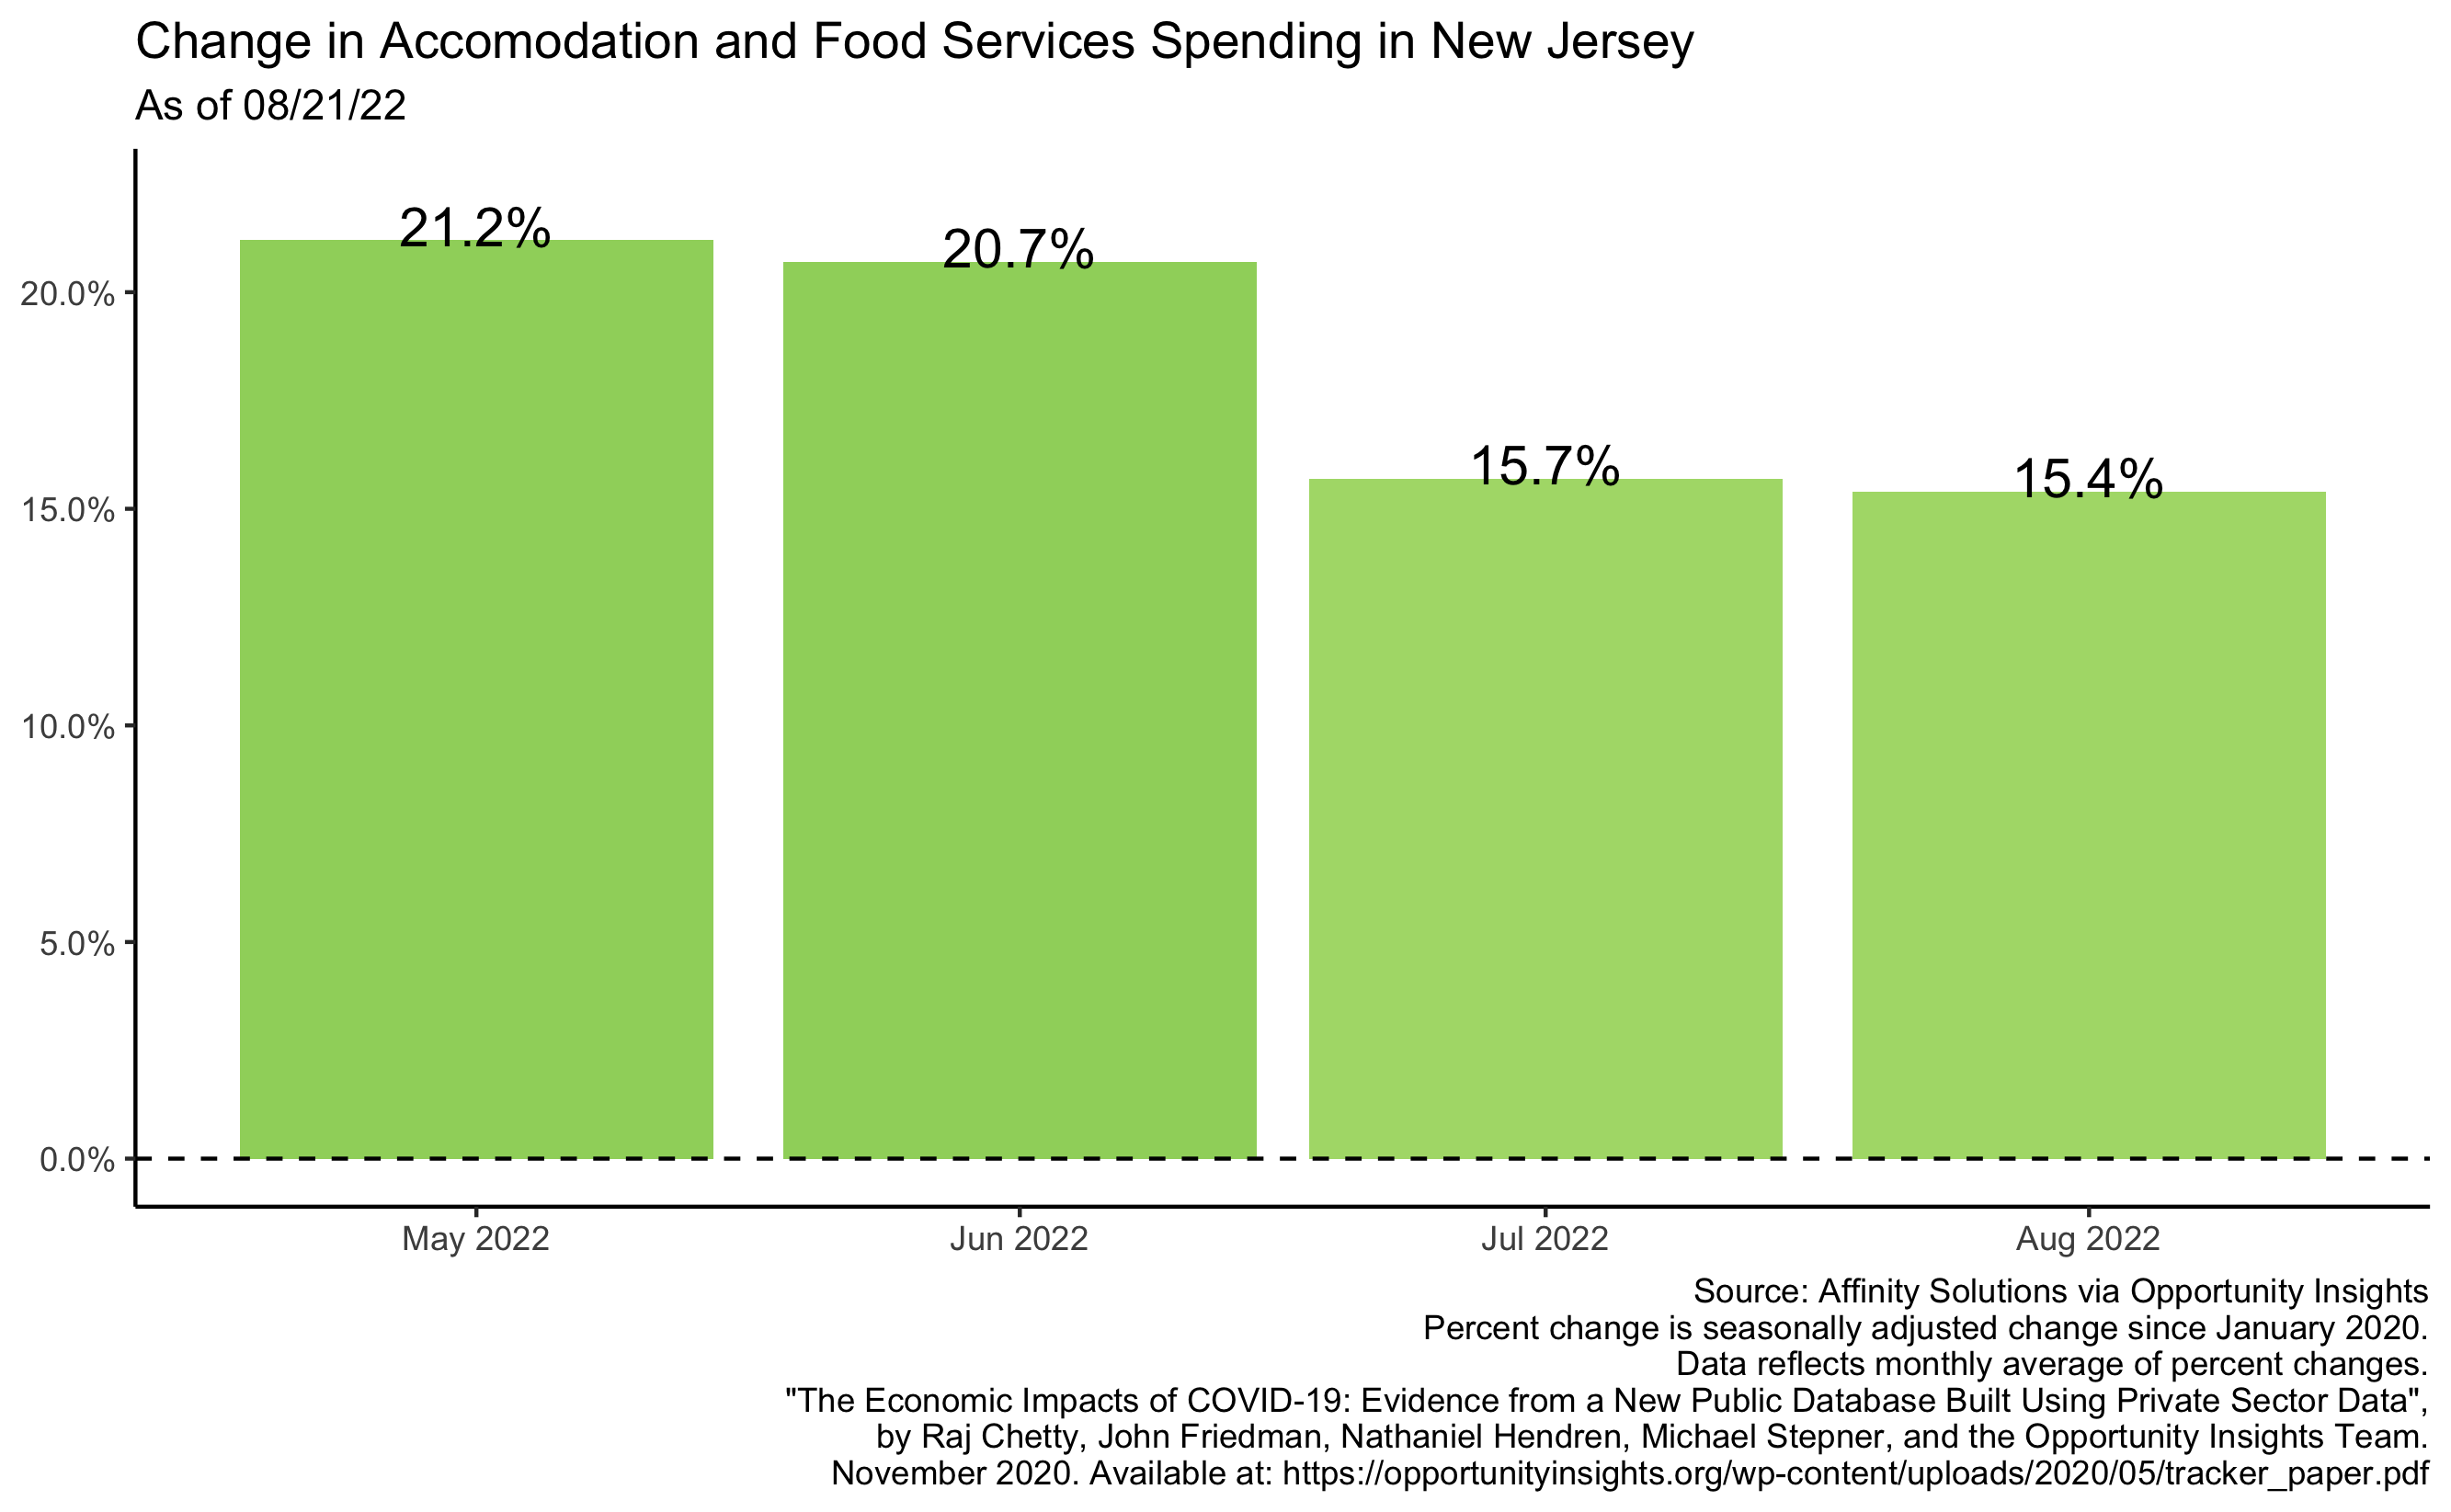 Change in Accomodation and Food Services Spending in New Jersey
As of 08/21/22
21.2%
20.7%
15.7%
15.4%
20.0%
15.0%
10.0%
5.0%
0.0%
May 2022
Jun 2022
Jul 2022
Aug 2022
Source: Affinity Solutions via Opportunity Insights
Percent change is seasonally adjusted change since January 2020.
Data reflects monthly average of percent changes.
"The Economic Impacts of COVID-19: Evidence from a New Public Database Built Using Private Sector Data",
by Raj Chetty, John Friedman, Nathaniel Hendren, Michael Stepner, and the Opportunity Insights Team.
November 2020. Available at: https://opportunityinsights.org/wp-content/uploads/2020/05/tracker_paper.pdf